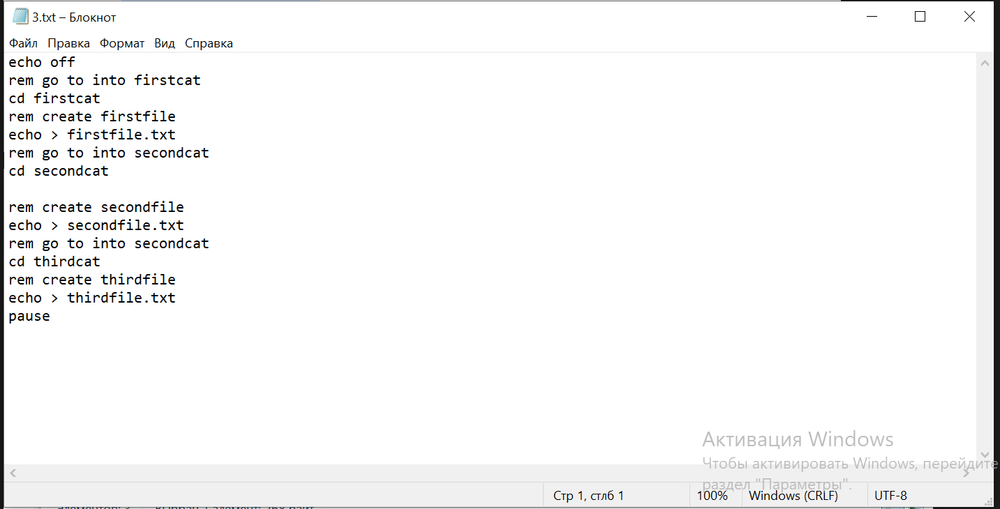 3.txt – Блокнот
Файл Правка Формат Вид Справка
echo off
rem go to into firstcat
cd firstcat
rem create firstfile
echo > firstfile.txt
rem go to into secondcat
cd secondcat
rem create secondfile
echo > secondfile.txt
rem go to into secondcat
cd thirdcat
rem create thirdfile
echo > thirdfile.txt
pause
Активация Windows
Чтобы активировать Windows, перейдите
раздел "Параметры".
Стр 1, стлб 1 100% Windows (CRLF) UTF-8